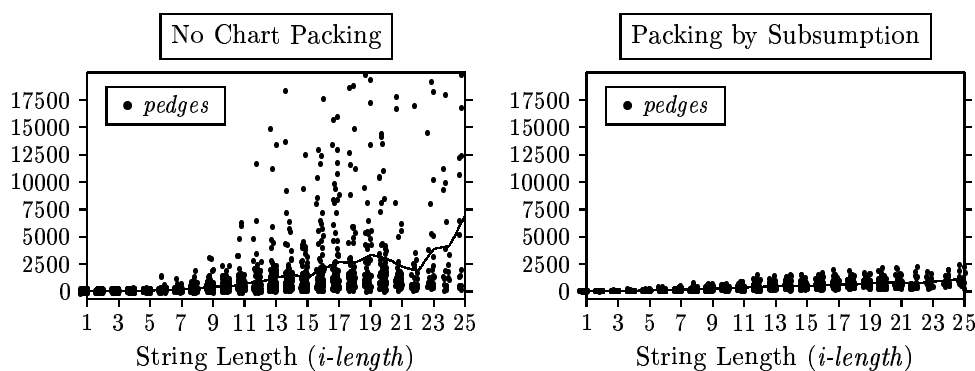 No Chart Packing
• pedges
17500
15000
12500
10000
7500
5000
2500
0
1 3 5 7 9 11 13 15 17 19 21 23 25
String Length (i-length)
Packing by Subsumption
• pedges
17500
15000
12500
10000
7500
5000
2500
0
1 3 5 7 9 11 13 15 17 19 21 23 25
String Length (i-length)